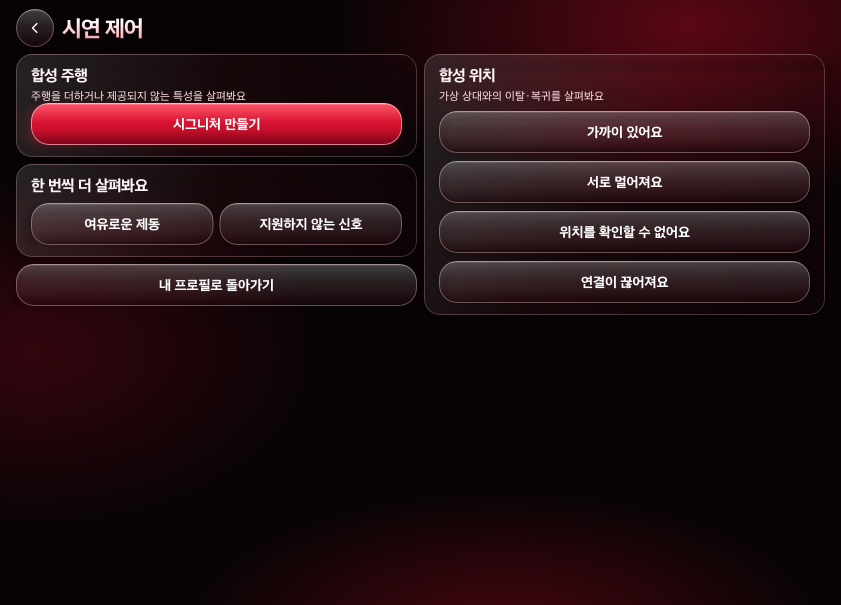 시연 제어
합성 주행
주행을 더하거나 제공되지 않는 특성을 살펴봐요
시그니처 만들기
한 번씩 더 살펴봐요
여유로운 제동
지원하지 않는 신호
내 프로필로 돌아가기
합성 위치
가상 상대와의 이탈·복귀를 살펴봐요
가까이 있어요
서로 멀어져요
위치를 확인할 수 없어요
연결이 끊어져요